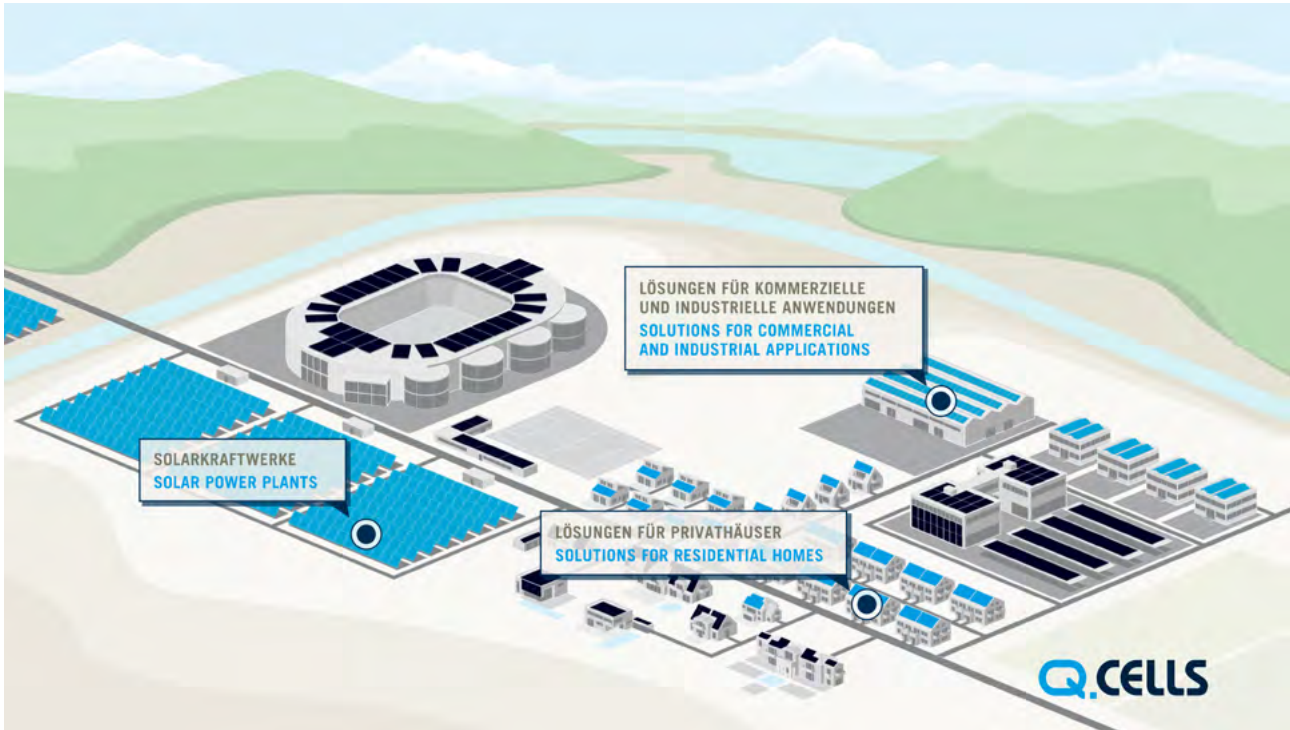 LÖSUNGEN FÜR KOMMERZIELLE
UND INDUSTRIELLE ANWENDUNGEN
SOLUTIONS FOR COMMERCIAL
AND INDUSTRIAL APPLICATIONS
SOLARKRAFTWERKE
SOLAR POWER PLANTS
LÖSUNGEN FÜR PRIVATHÄUSER
SOLUTIONS FOR RESIDENTIAL HOMES
Q.CELLS